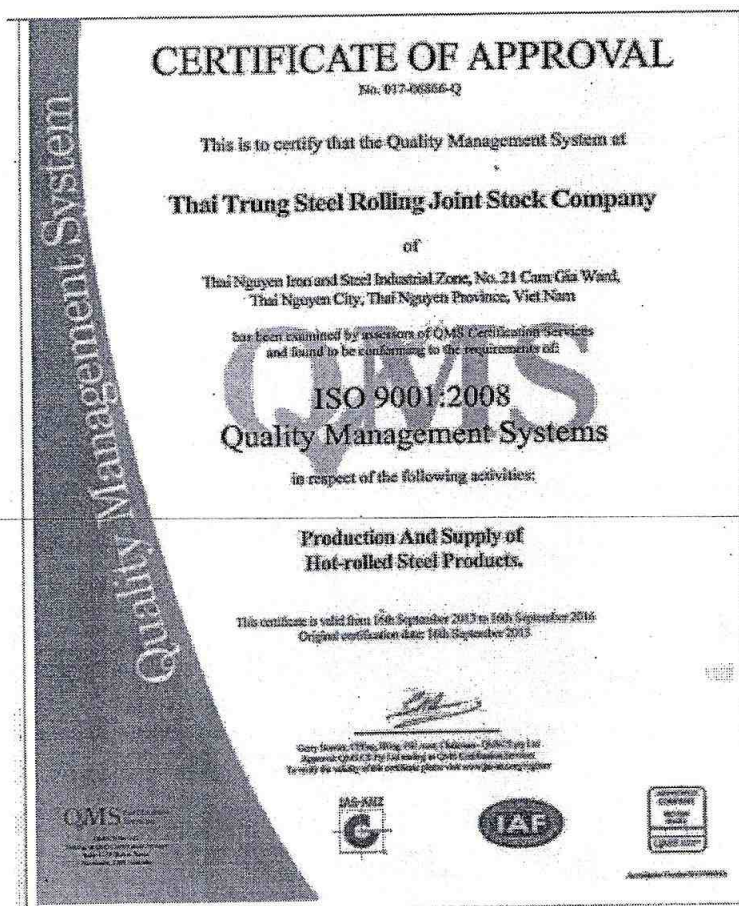 CERTIFICATE OF APPROVAL
This is to certify that the Quality Management System at
Thai Trung Steel Rolling Joint Stock Company
of
Thai Nguyen Iron and Steel Industrial Zone, No. 21 Cam Gia Ward,
Thai Nguyen City, Thai Nguyen Province, Viet Nam
has been examined by assessors of QMS Certification Services
and found to be conforming to the requirements of:
QMS
ISO 9001:2008
Quality Management Systems
in respect of the following activities:
Production And Supply of
Hot-rolled Steel Products.
This certificate is valid from 16th September 2013 to 16th September 2016
Original certification date: 16th September 2013
Quality Management System
QMS
JAS-ANZ
IAF